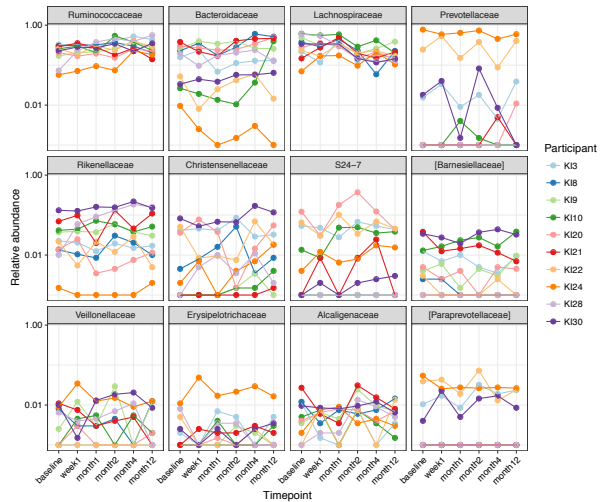 Ruminococcaceae Bacteroidaceae Lachnospiraceae Prevotellaceae
1.00
0.01
Rikenellaceae Christensenellaceae S24−7 [Barnesiellaceae]
1.00
0.01
Veillonellaceae Erysipelotrichaceae Alcaligenaceae [Paraprevotellaceae]
1.00
0.01
Relative abundance
baseline week1 month1 month2 month4 month12 baseline week1 month1 month2 month4 month12 baseline week1 month1 month2 month4 month12 baseline week1 month1 month2 month4 month12
Timepoint
Participant
KI3
KI8
KI9
KI10
KI20
KI21
KI22
KI24
KI28
KI30